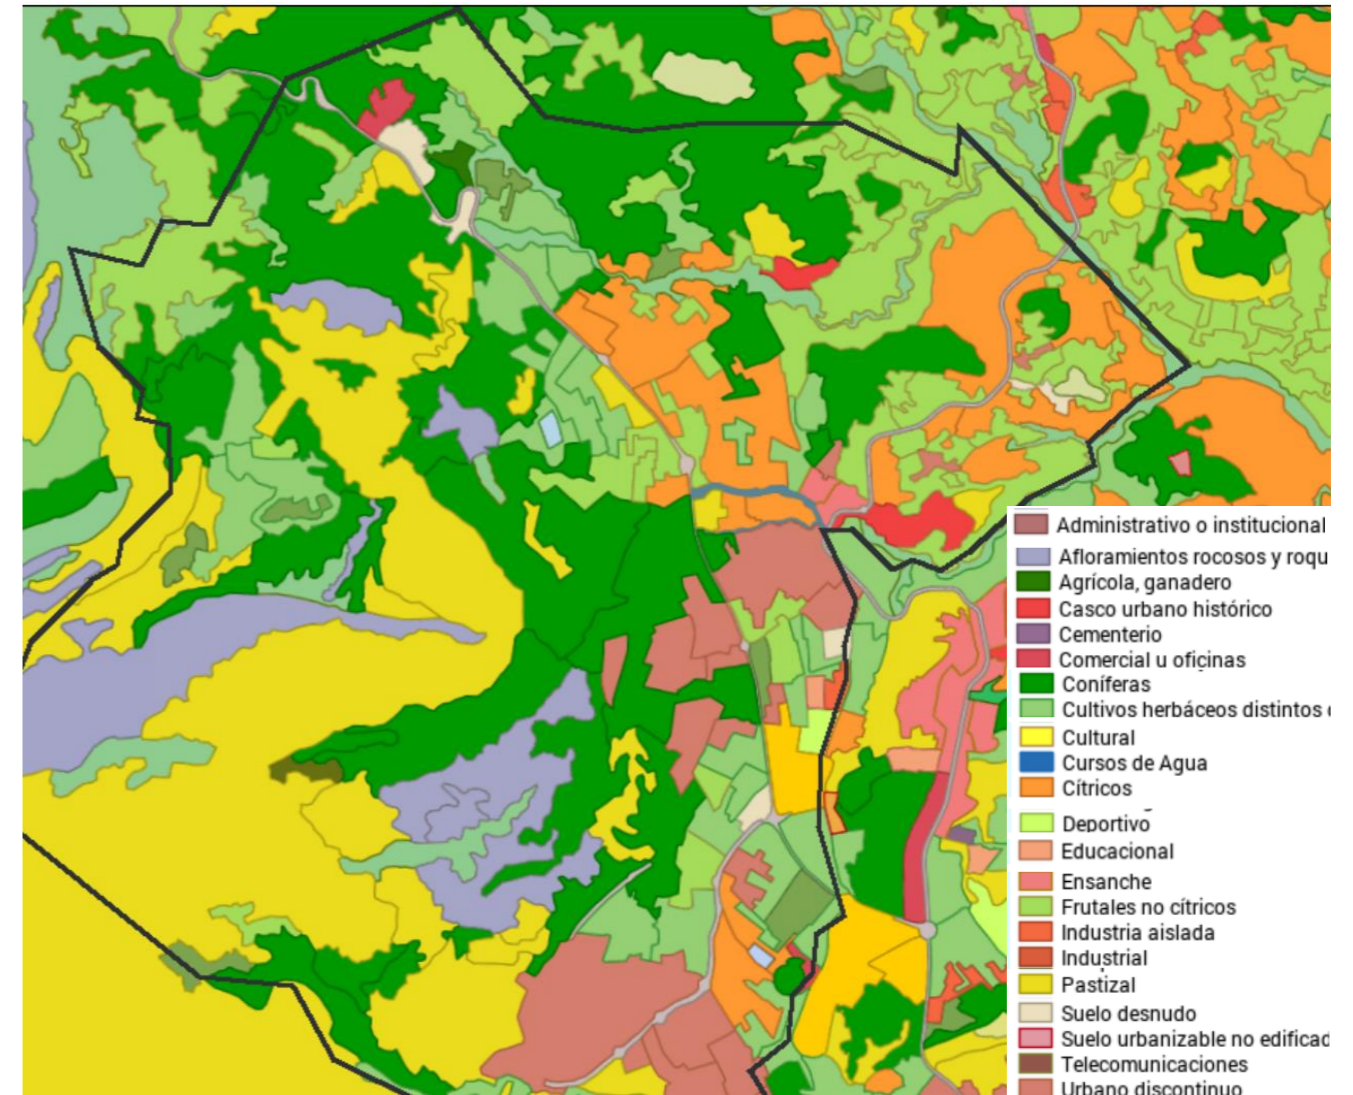 Administrativo o institucional
Afloramientos rocosos y roqu
Agrícola, ganadero
Casco urbano histórico
Cementerio
Comercial u oficinas
Coníferas
Cultivos herbáceos distintos
Cultural
Cursos de Agua
Cítricos
Deportivo
Educacional
Ensanche
Frutales no cítricos
Industria aislada
Industrial
Pastizal
Suelo desnudo
Suelo urbanizable no edificad
Telecomunicaciones
Urbano discontinuo